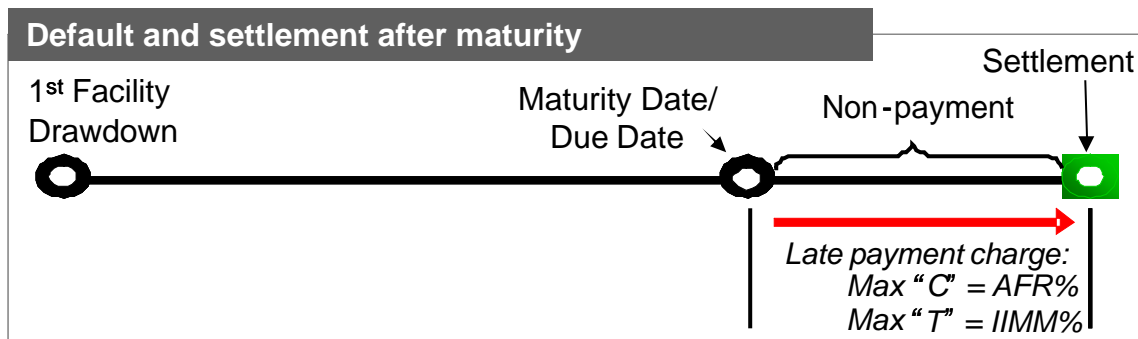 Default and settlement after maturity
1st Facility
Drawdown
Maturity Date/
Due Date
Non-payment
Settlement
Late payment charge:
Max “C” = AFR%
Max “T” = IIMM%